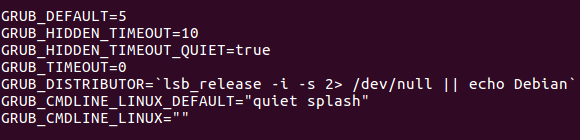 GRUB_DEFAULT=5
GRUB_HIDDEN_TIMEOUT=10
GRUB_HIDDEN_TIMEOUT_QUIET=true
GRUB_TIMEOUT=0
GRUB_DISTRIBUTOR=`lsb_release -i -s 2> /dev/null || echo Debian`
GRUB_CMDLINE_LINUX_DEFAULT="quiet splash"
GRUB_CMDLINE_LINUX=""